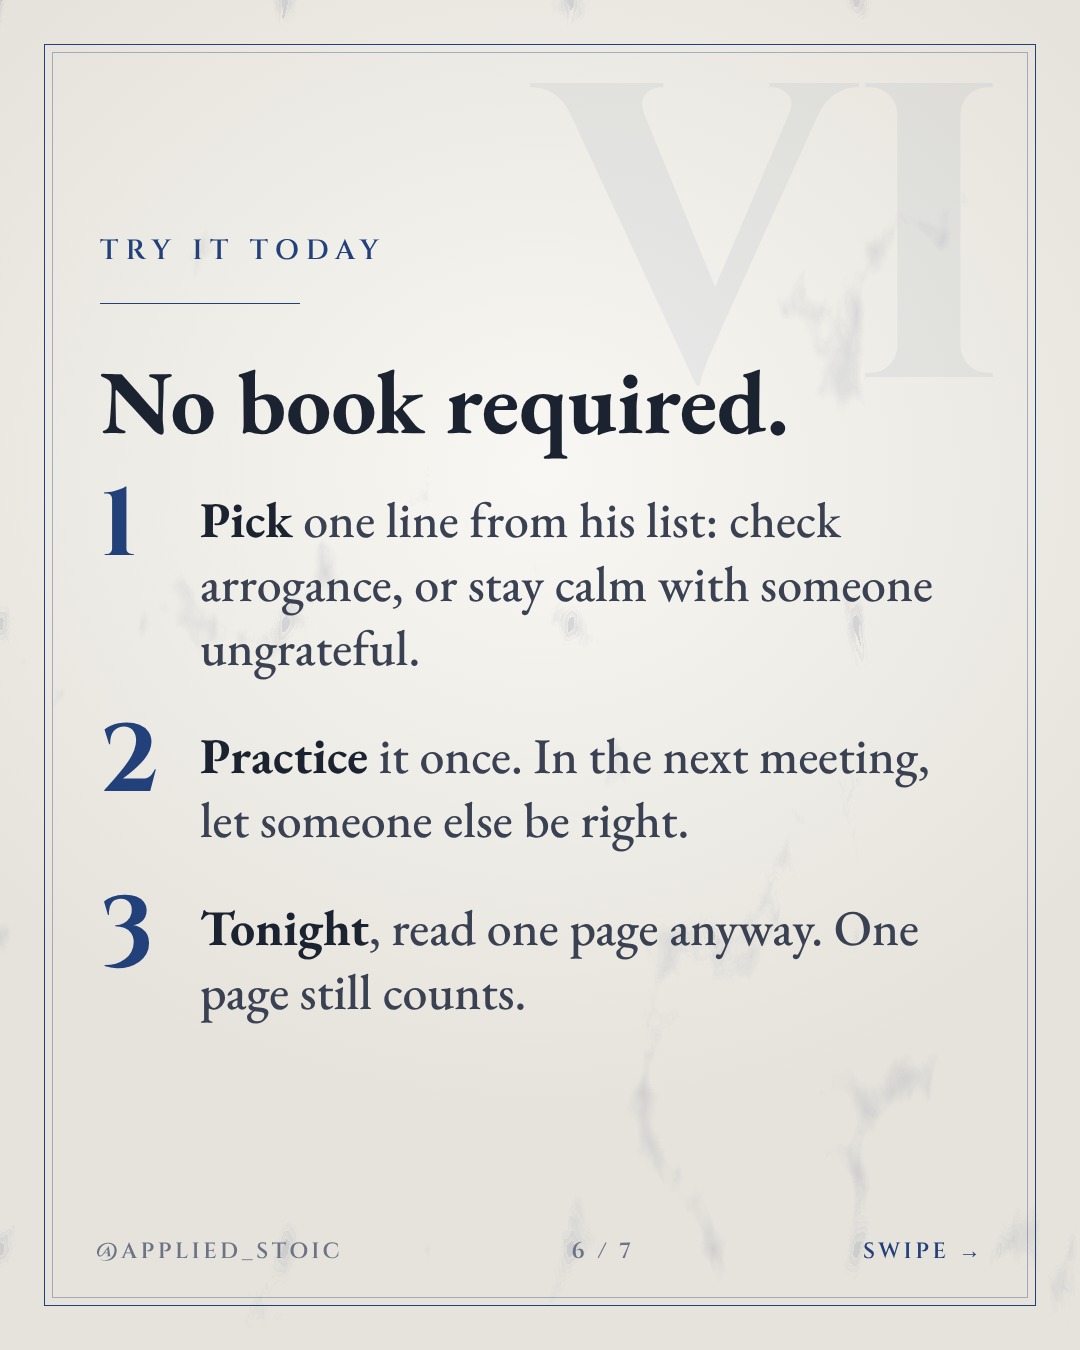 VI
TRY IT TODAY
No book required.
1
Pick one line from his list: check
arrogance, or stay calm with someone
ungrateful.
2
Practice it once. In the next meeting,
let someone else be right.
3
Tonight, read one page anyway. One
page still counts.
@APPLIED_STOIC
6 / 7
SWIPE →